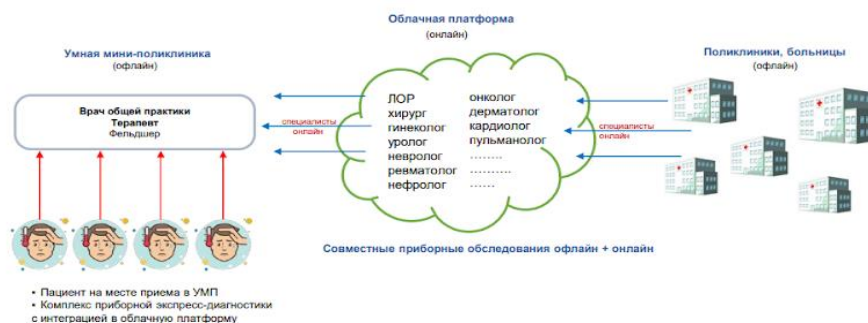 Облачная платформа
(онлайн)
Умная мини-поликлиника
(офлайн)
Поликлиники, больницы
(офлайн)
Врач общей практики
Терапевт
Фельдшер
специалисты
онлайн
ЛОР
хирург
гинеколог
уролог
невролог
ревматолог
нефролог
онколог
дерматолог
кардиолог
пульманолог
........
..........
......
специалисты
онлайн
Совместные приборные обследования офлайн + онлайн
• Пациент на месте приема в УМП
• Комплекс приборной экспресс-диагностики
с интеграцией в облачную платформу